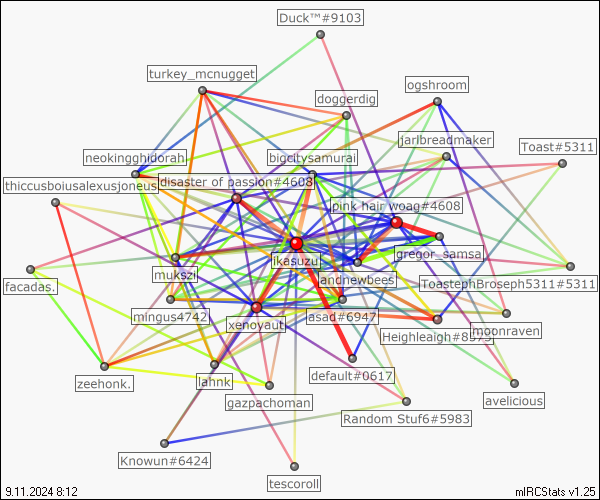 Duck™#9103
turkey_mcnugget
ogshroom
doggerdig
jarlbreadmaker
Toast#5311
neokingghidorah
bigcitysamurai
thiccusboiusalexusjoneus
disaster of passion#4608
pink hair woag#4608
gregor_samsa
ikasuzu
andnewbees
mukszi
facadas.
ToastephBroseph5311#5311
mingus4742
asad#6947
xenoyaut
moonraven
default#0617
lahnk
zeehonk.
gazpachoman
avelicious
Random Stuf6#5983
Knowun#6424
tescoroll
9.11.2024 8:12
mIRCStats v1.25